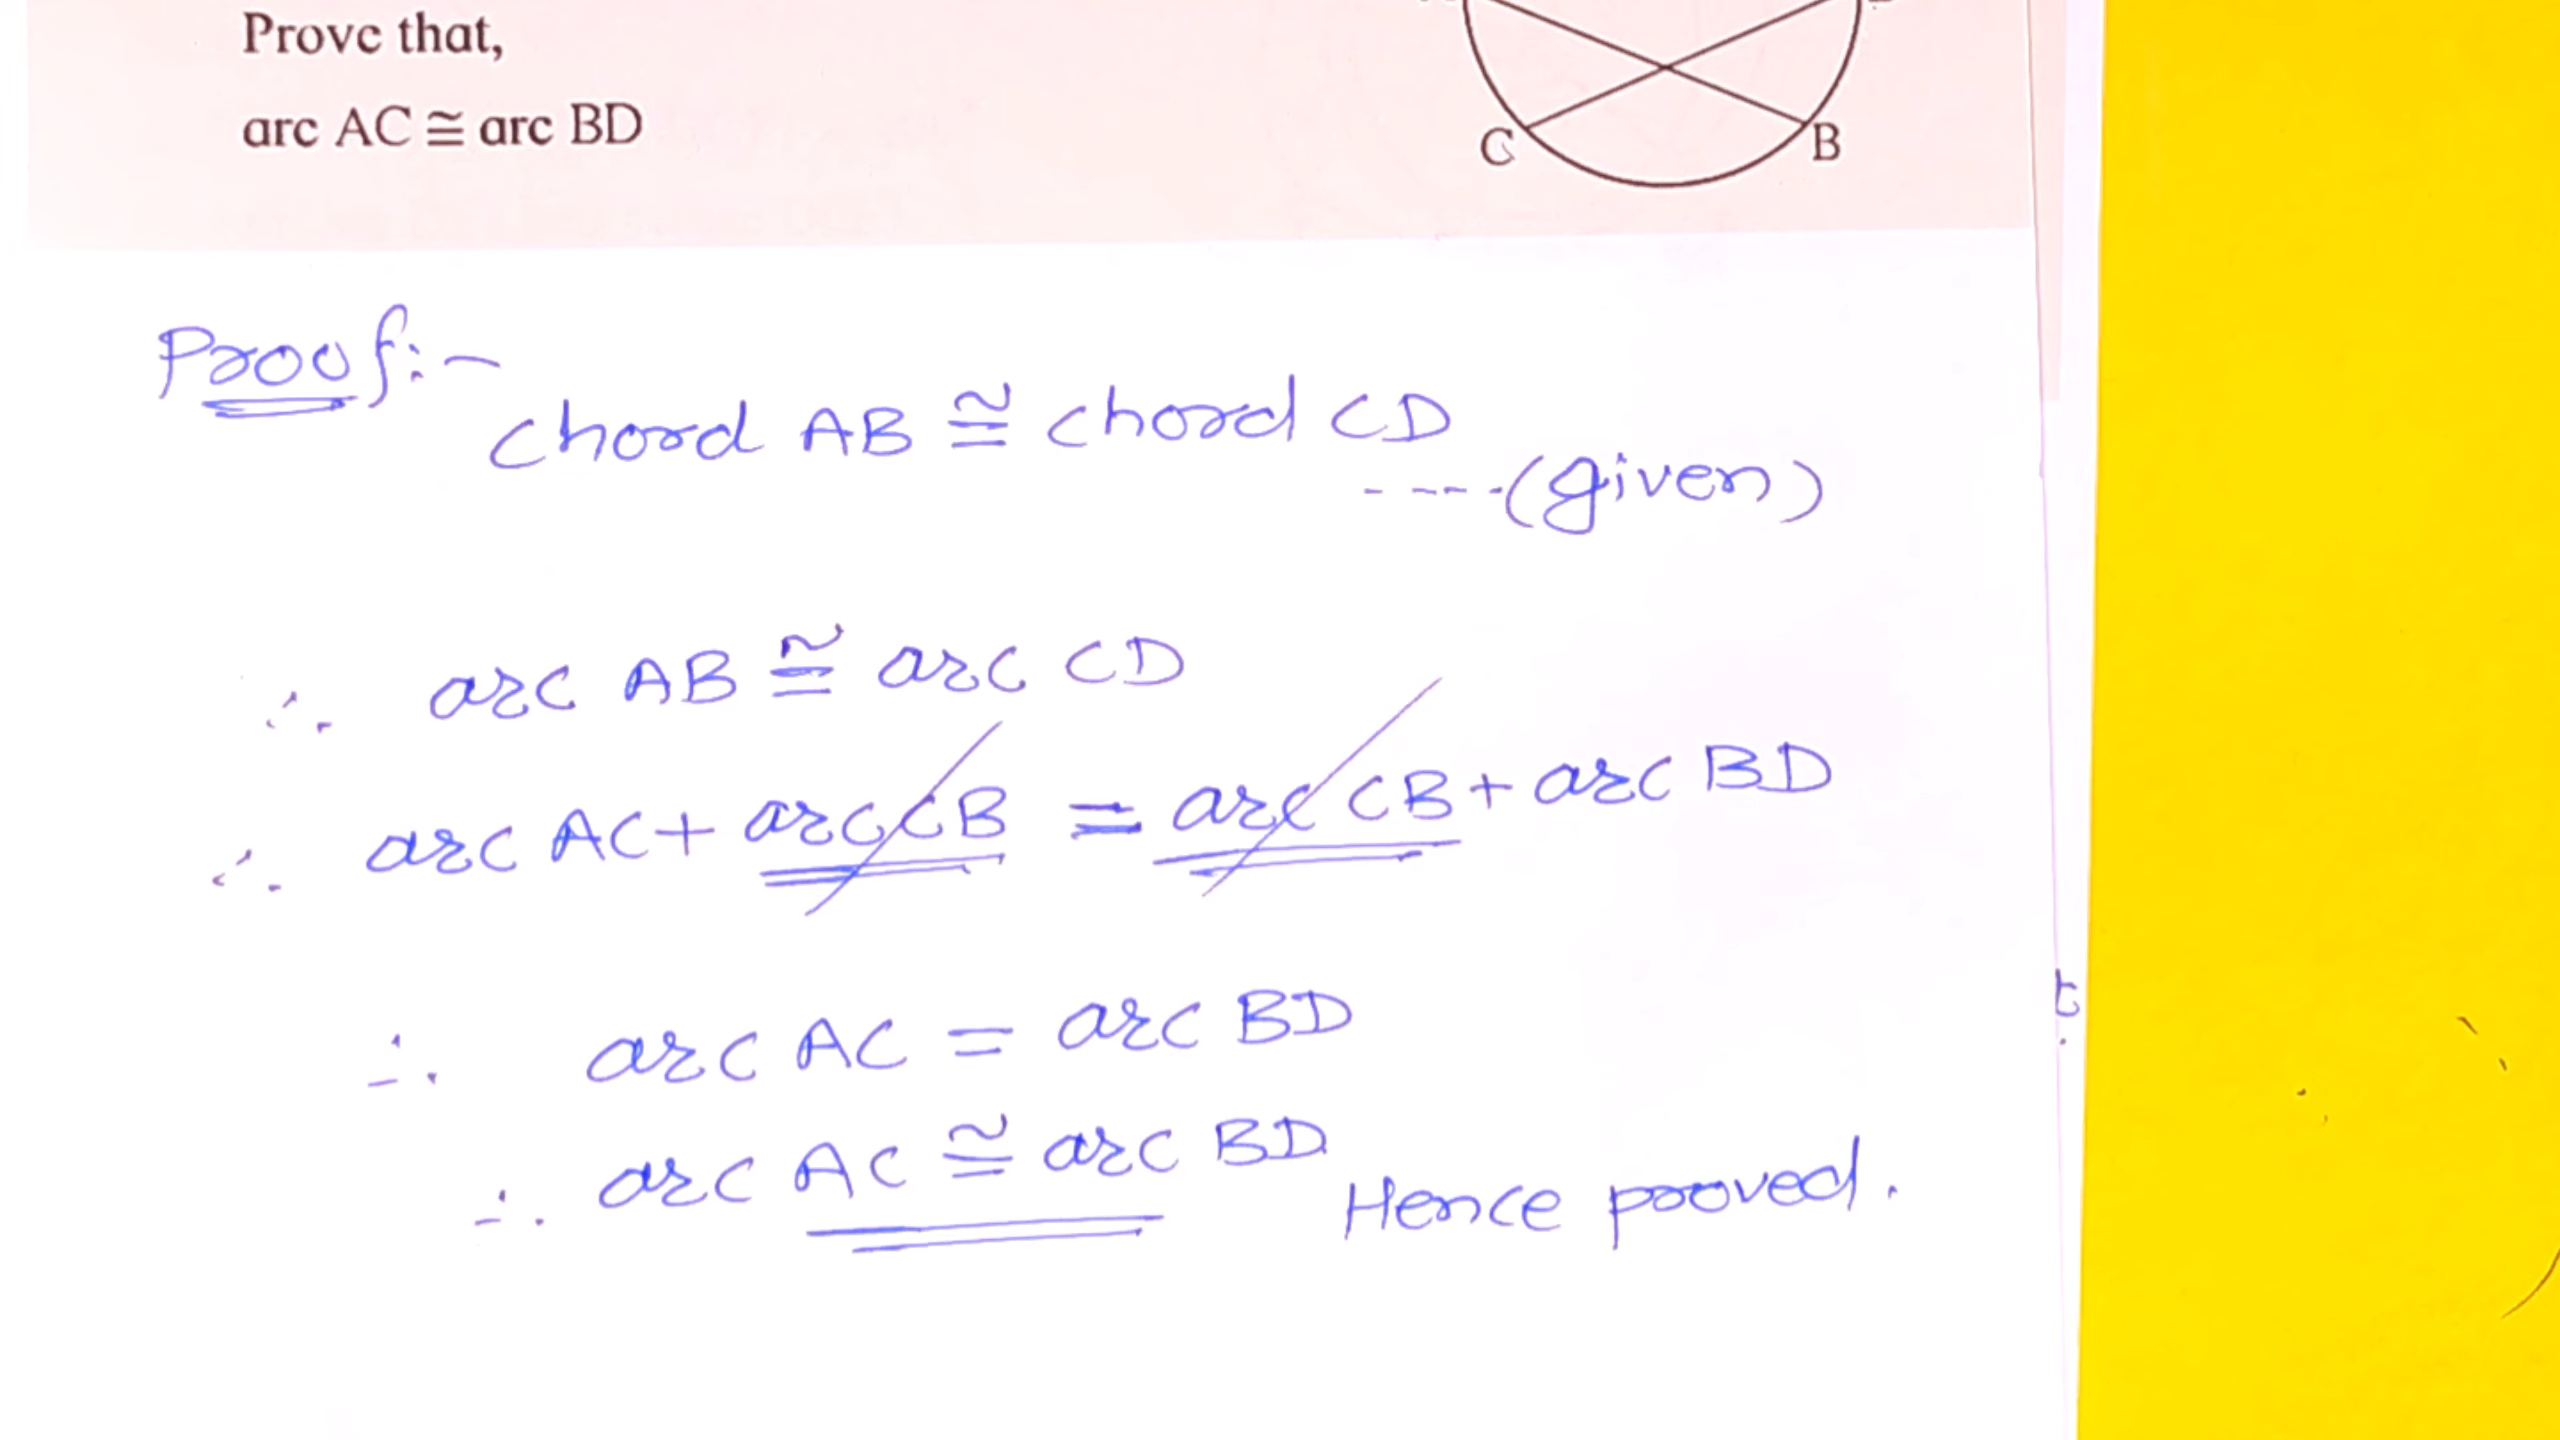 Prove that,
arc AC ≅ arc BD
C
B
Proof:-
chord AB ≅ chord CD
----(given)
∴ arc AB ≅ arc CD
∴ arc AC + arc CB = arc CB + arc BD
∴ arc AC = arc BD
∴ arc AC ≅ arc BD
Hence proved.
t